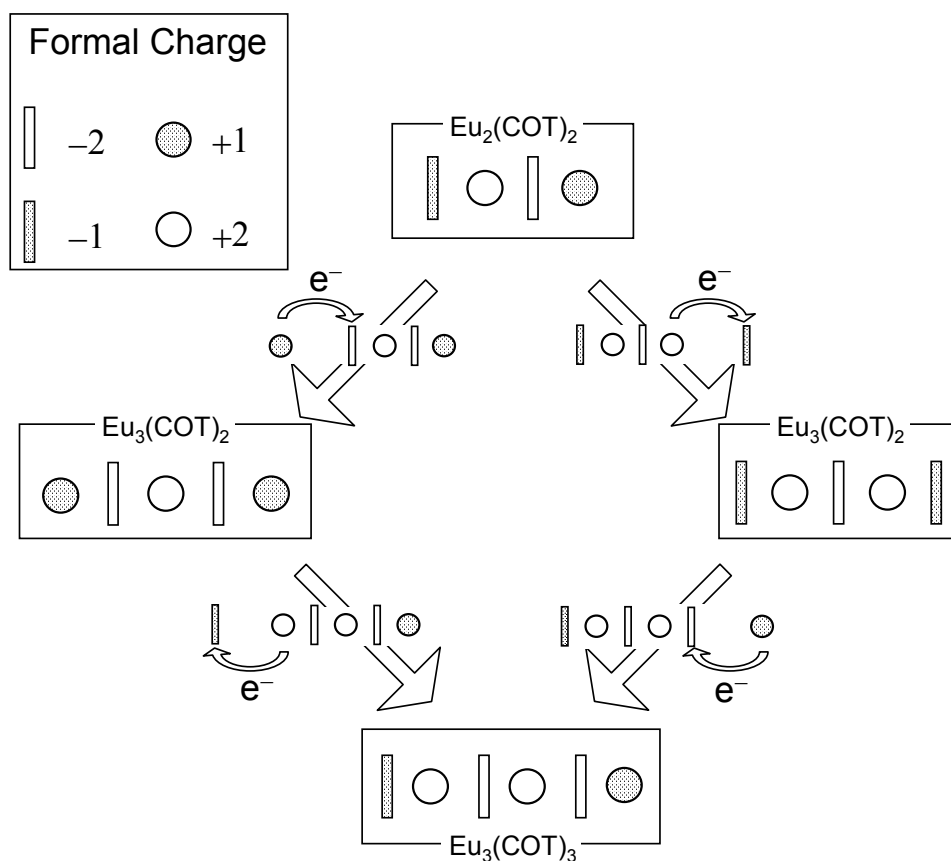 Formal Charge
−2 +1
−1 +2
Eu₂(COT)₂
e⁻ e⁻
Eu₃(COT)₂ Eu₃(COT)₂
e⁻ e⁻
Eu₃(COT)₃